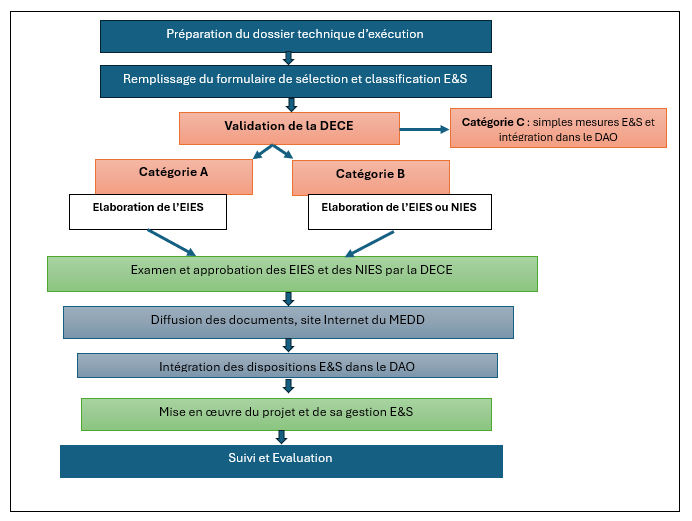 Préparation du dossier technique d'exécution
Remplissage du formulaire de sélection et classification E&S
Validation de la DECE
Catégorie C : simples mesures E&S et
intégration dans le DAO
Catégorie A
Catégorie B
Elaboration de l'EIES
Elaboration de l'EIES ou NIES
Examen et approbation des EIES et des NIES par la DECE
Diffusion des documents, site Internet du MEDD
Intégration des dispositions E&S dans le DAO
Mise en œuvre du projet et de sa gestion E&S
Suivi et Evaluation